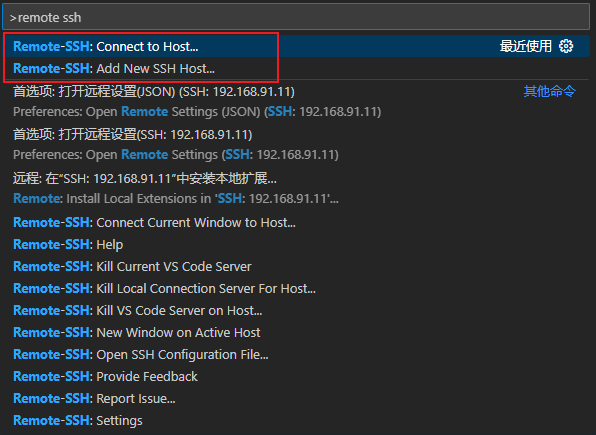 >remote ssh
Remote-SSH: Connect to Host... 最近使用
Remote-SSH: Add New SSH Host...
首选项: 打开远程设置(JSON) (SSH: 192.168.91.11) 其他命令
Preferences: Open Remote Settings (JSON) (SSH: 192.168.91.11)
首选项: 打开远程设置(SSH: 192.168.91.11)
Preferences: Open Remote Settings (SSH: 192.168.91.11)
远程: 在“SSH: 192.168.91.11”中安装本地扩展...
Remote: Install Local Extensions in 'SSH: 192.168.91.11'...
Remote-SSH: Connect Current Window to Host...
Remote-SSH: Help
Remote-SSH: Kill Current VS Code Server
Remote-SSH: Kill Local Connection Server For Host...
Remote-SSH: Kill VS Code Server on Host...
Remote-SSH: New Window on Active Host
Remote-SSH: Open SSH Configuration File...
Remote-SSH: Provide Feedback
Remote-SSH: Report Issue...
Remote-SSH: Settings